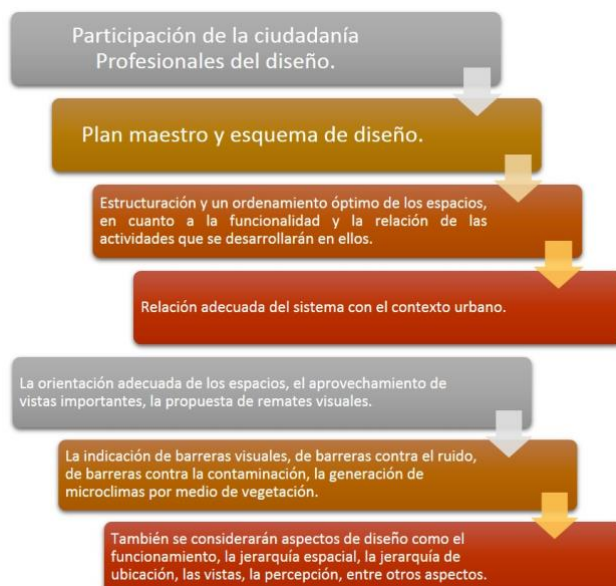 Participación de la ciudadanía
Profesionales del diseño.
Plan maestro y esquema de diseño.
Estructuración y un ordenamiento óptimo de los espacios,
en cuanto a la funcionalidad y la relación de las
actividades que se desarrollarán en ellos.
Relación adecuada del sistema con el contexto urbano.
La orientación adecuada de los espacios, el aprovechamiento de
vistas importantes, la propuesta de remates visuales.
La indicación de barreras visuales, de barreras contra el ruido,
de barreras contra la contaminación, la generación de
microclimas por medio de vegetación.
También se considerarán aspectos de diseño como el
funcionamiento, la jerarquía espacial, la jerarquía de
ubicación, las vistas, la percepción, entre otros aspectos.